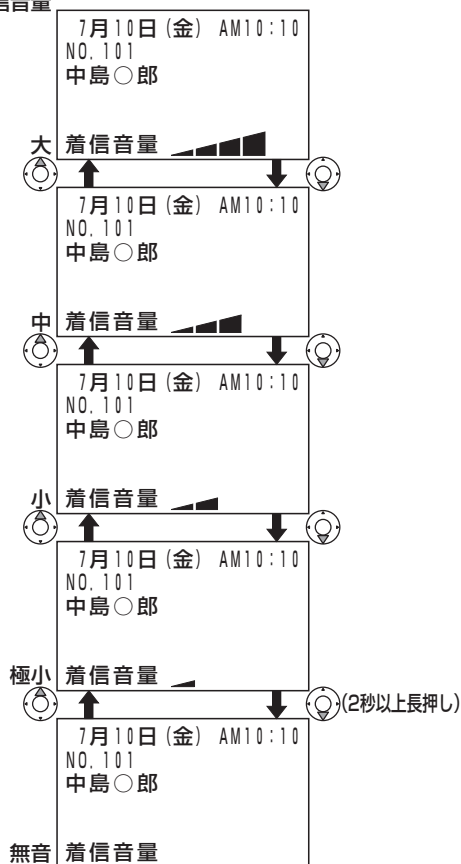 7月10日(金) AM10:10
NO.101
中島○郎
大 着信音量
7月10日(金) AM10:10
NO.101
中島○郎
中 着信音量
7月10日(金) AM10:10
NO.101
中島○郎
小 着信音量
7月10日(金) AM10:10
NO.101
中島○郎
極小 着信音量
(2秒以上長押し)
7月10日(金) AM10:10
NO.101
中島○郎
無音 着信音量